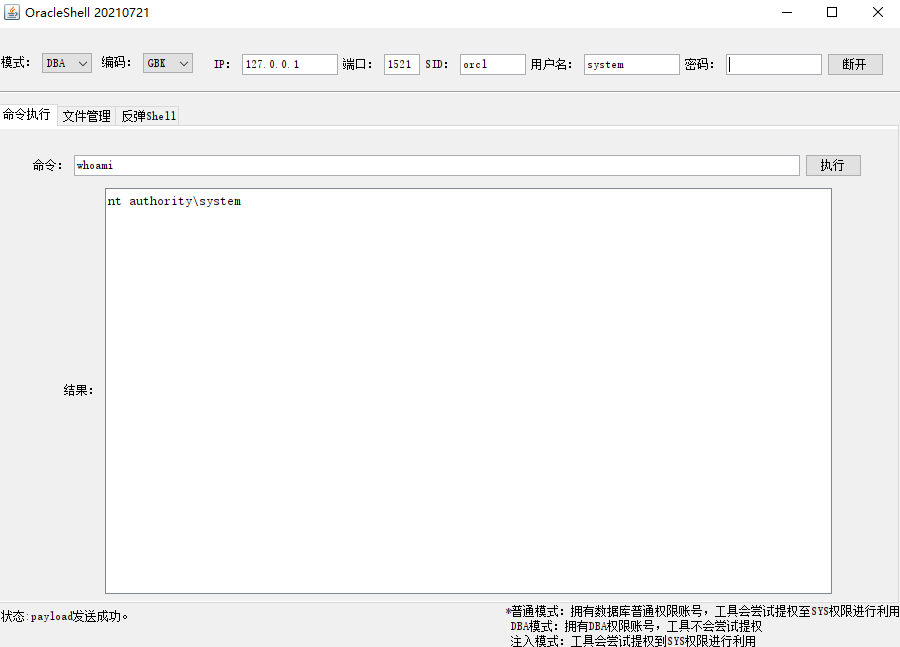 OracleShell 20210721
模式: DBA 编码: GBK IP: 127.0.0.1 端口: 1521 SID: orcl 用户名: system 密码: 断开
命令执行 文件管理 反弹Shell
命令: whoami 执行
nt authority\system
结果:
状态:payload发送成功。
*普通模式: 拥有数据库普通权限账号, 工具会尝试提权至SYS权限进行利用
DBA模式: 拥有DBA权限账号, 工具不会尝试提权
注入模式: 工具会尝试提权到SYS权限进行利用